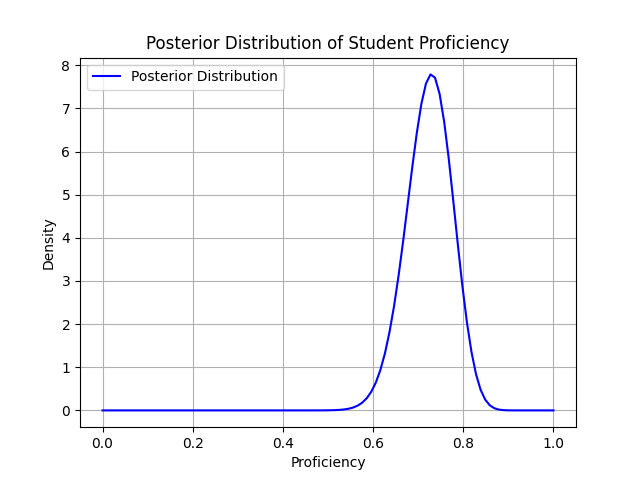 Posterior Distribution of Student Proficiency
Posterior Distribution
8
7
6
5
4
3
2
1
0
Density
0.0 0.2 0.4 0.6 0.8 1.0
Proficiency